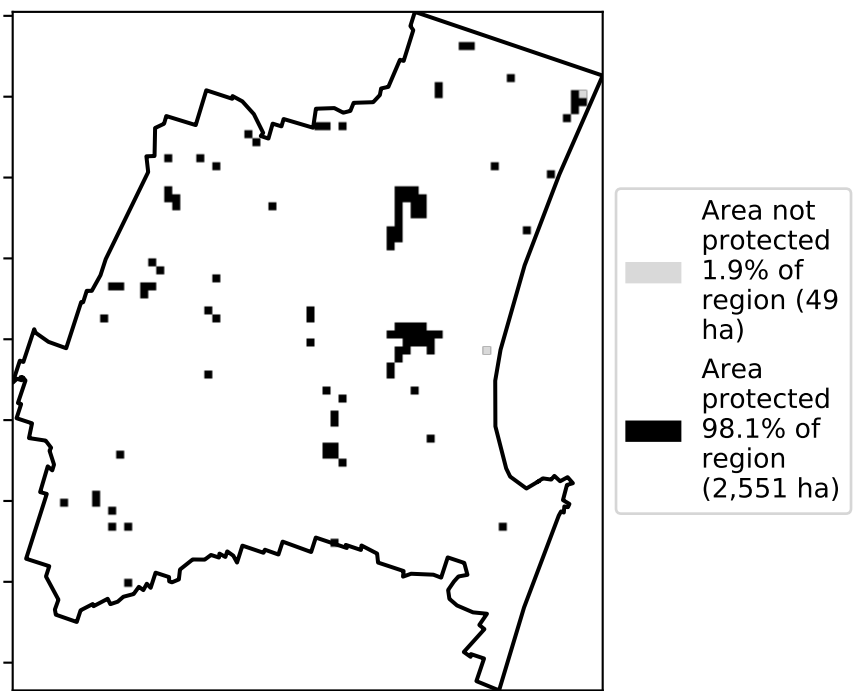 Area not
protected
1.9% of
region (49
ha)
Area
protected
98.1% of
region
(2,551 ha)